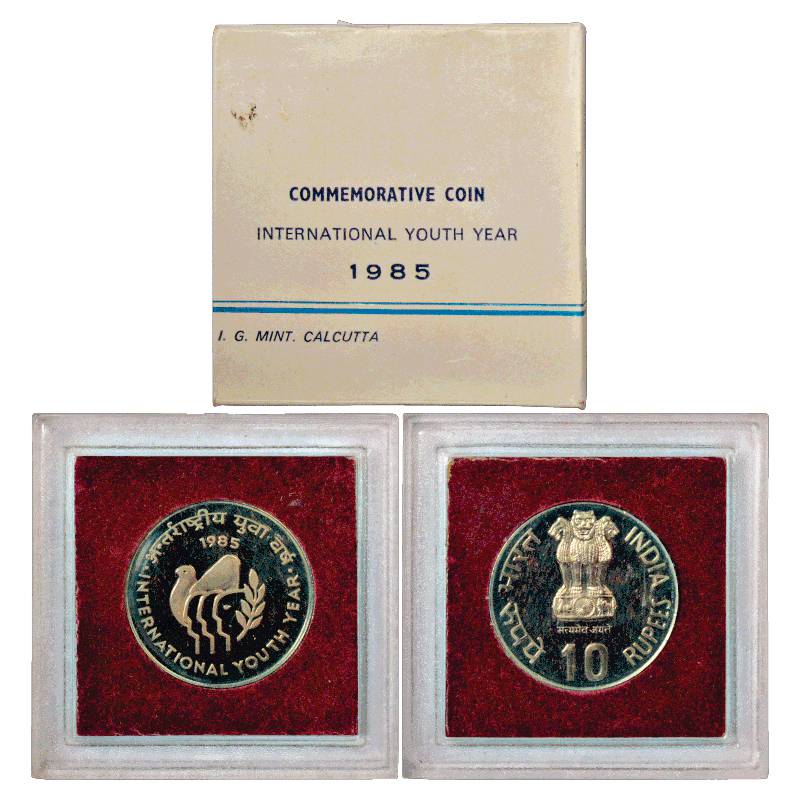 COMMEMORATIVE COIN
INTERNATIONAL YOUTH YEAR
1985
I. G. MINT. CALCUTTA
अन्तर्राष्ट्रीय युवा वर्ष
1985
INTERNATIONAL YOUTH YEAR
भारत
INDIA
सत्यमेव जयते
रुपये
10
RUPEES